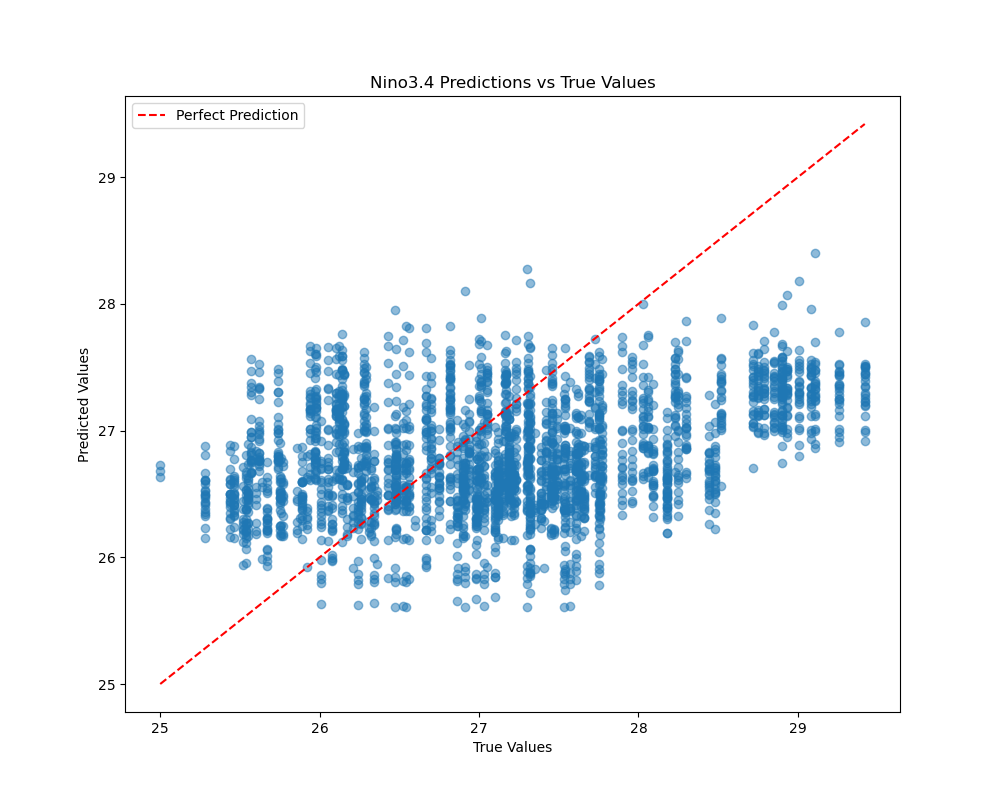 Nino3.4 Predictions vs True Values
Perfect Prediction
Predicted Values
29
28
27
26
25
25 26 27 28 29
True Values